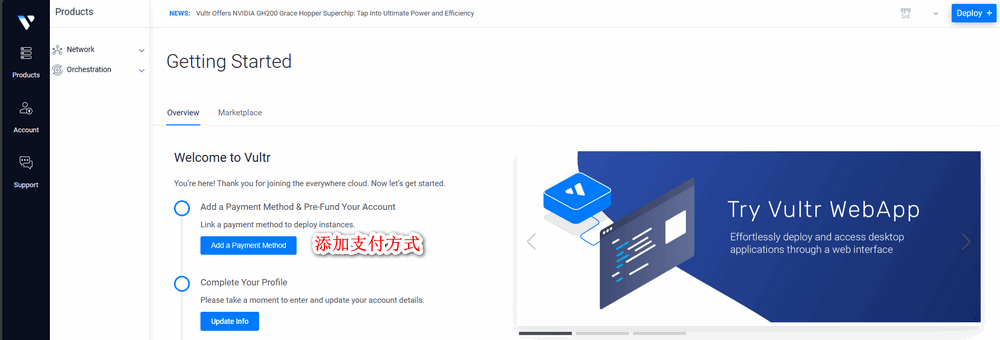 Products
NEWS: Vultr Offers NVIDIA GH200 Grace Hopper Superchip: Tap Into Ultimate Power and Efficiency
Deploy +
Products
Account
Support
Network
Orchestration
Getting Started
Overview
Marketplace
Welcome to Vultr
You're here! Thank you for joining the everywhere cloud. Now let's get started.
Add a Payment Method & Pre-Fund Your Account
Link a payment method to deploy instances.
Add a Payment Method
添加支付方式
Complete Your Profile
Please take a moment to enter and update your account details.
Update Info
Try Vultr WebApp
Effortlessly deploy and access desktop
applications through a web interface